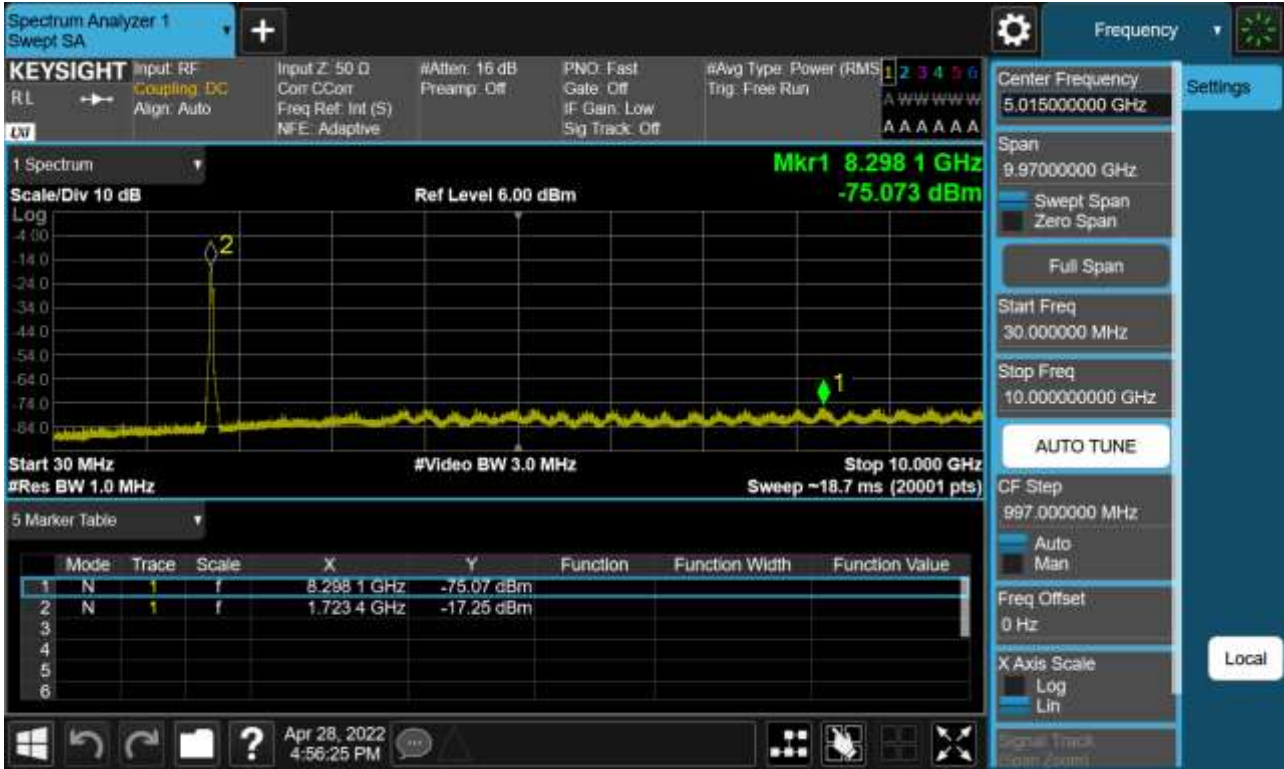 Spectrum Analyzer 1
Swept SA
+
Frequency
KEYSIGHT
RL
LXI
Input: RF
Coupling: DC
Align: Auto
Input Z: 50 Ω
Corr CCorr
Freq Ref: Int (S)
NFE: Adaptive
#Atten: 16 dB
Preamp: Off
PNO: Fast
Gate: Off
IF Gain: Low
Sig Track: Off
#Avg Type: Power (RMS
Trig: Free Run
1 2 3 4 5 6
A W W W W W
A A A A A A
1 Spectrum
Scale/Div 10 dB
Ref Level 6.00 dBm
Mkr1 8.298 1 GHz
-75.073 dBm
Log
-4.00
-14.0
-24.0
-34.0
-44.0
-54.0
-64.0
-74.0
-84.0
2
1
Start 30 MHz
#Video BW 3.0 MHz
Stop 10.000 GHz
#Res BW 1.0 MHz
Sweep ~18.7 ms (20001 pts)
5 Marker Table
Mode Trace Scale X Y Function Function Width Function Value
1 N 1 f 8.298 1 GHz -75.07 dBm
2 N 1 f 1.723 4 GHz -17.25 dBm
3
4
5
6
Center Frequency
5.015000000 GHz
Settings
Span
9.97000000 GHz
Swept Span
Zero Span
Full Span
Start Freq
30.000000 MHz
Stop Freq
10.000000000 GHz
AUTO TUNE
CF Step
997.000000 MHz
Auto
Man
Freq Offset
0 Hz
X Axis Scale
Log
Lin
Local
Signal Track
(Span Zoom)
?
Apr 28, 2022
4:56:25 PM